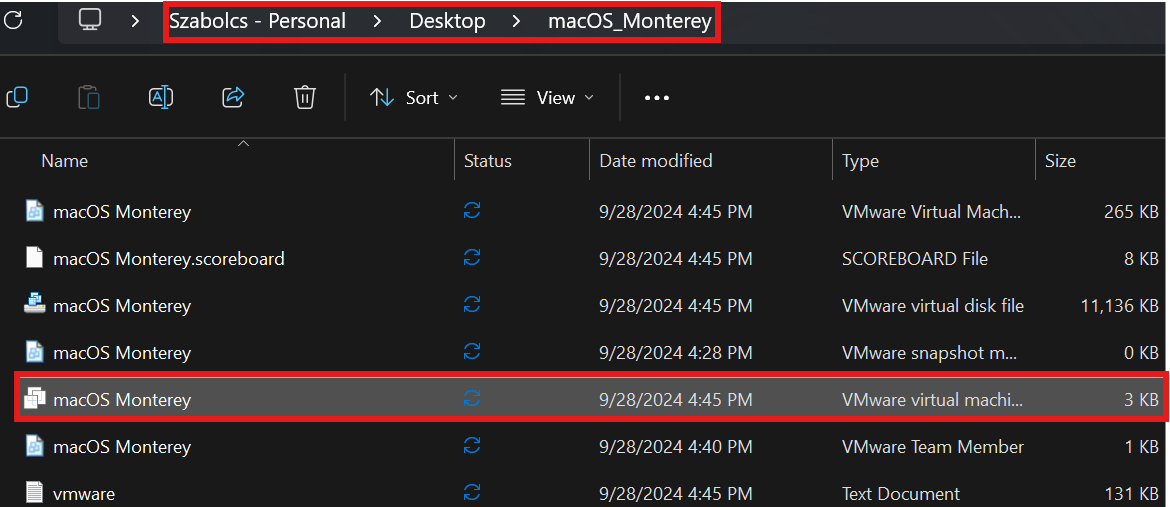 Szabolcs - Personal > Desktop > macOS_Monterey
Sort View
Name Status Date modified Type Size
macOS Monterey 9/28/2024 4:45 PM VMware Virtual Mach... 265 KB
macOS Monterey.scoreboard 9/28/2024 4:45 PM SCOREBOARD File 8 KB
macOS Monterey 9/28/2024 4:45 PM VMware virtual disk file 11,136 KB
macOS Monterey 9/28/2024 4:28 PM VMware snapshot m... 0 KB
macOS Monterey 9/28/2024 4:45 PM VMware virtual machi... 3 KB
macOS Monterey 9/28/2024 4:40 PM VMware Team Member 1 KB
vmware 9/28/2024 4:45 PM Text Document 131 KB